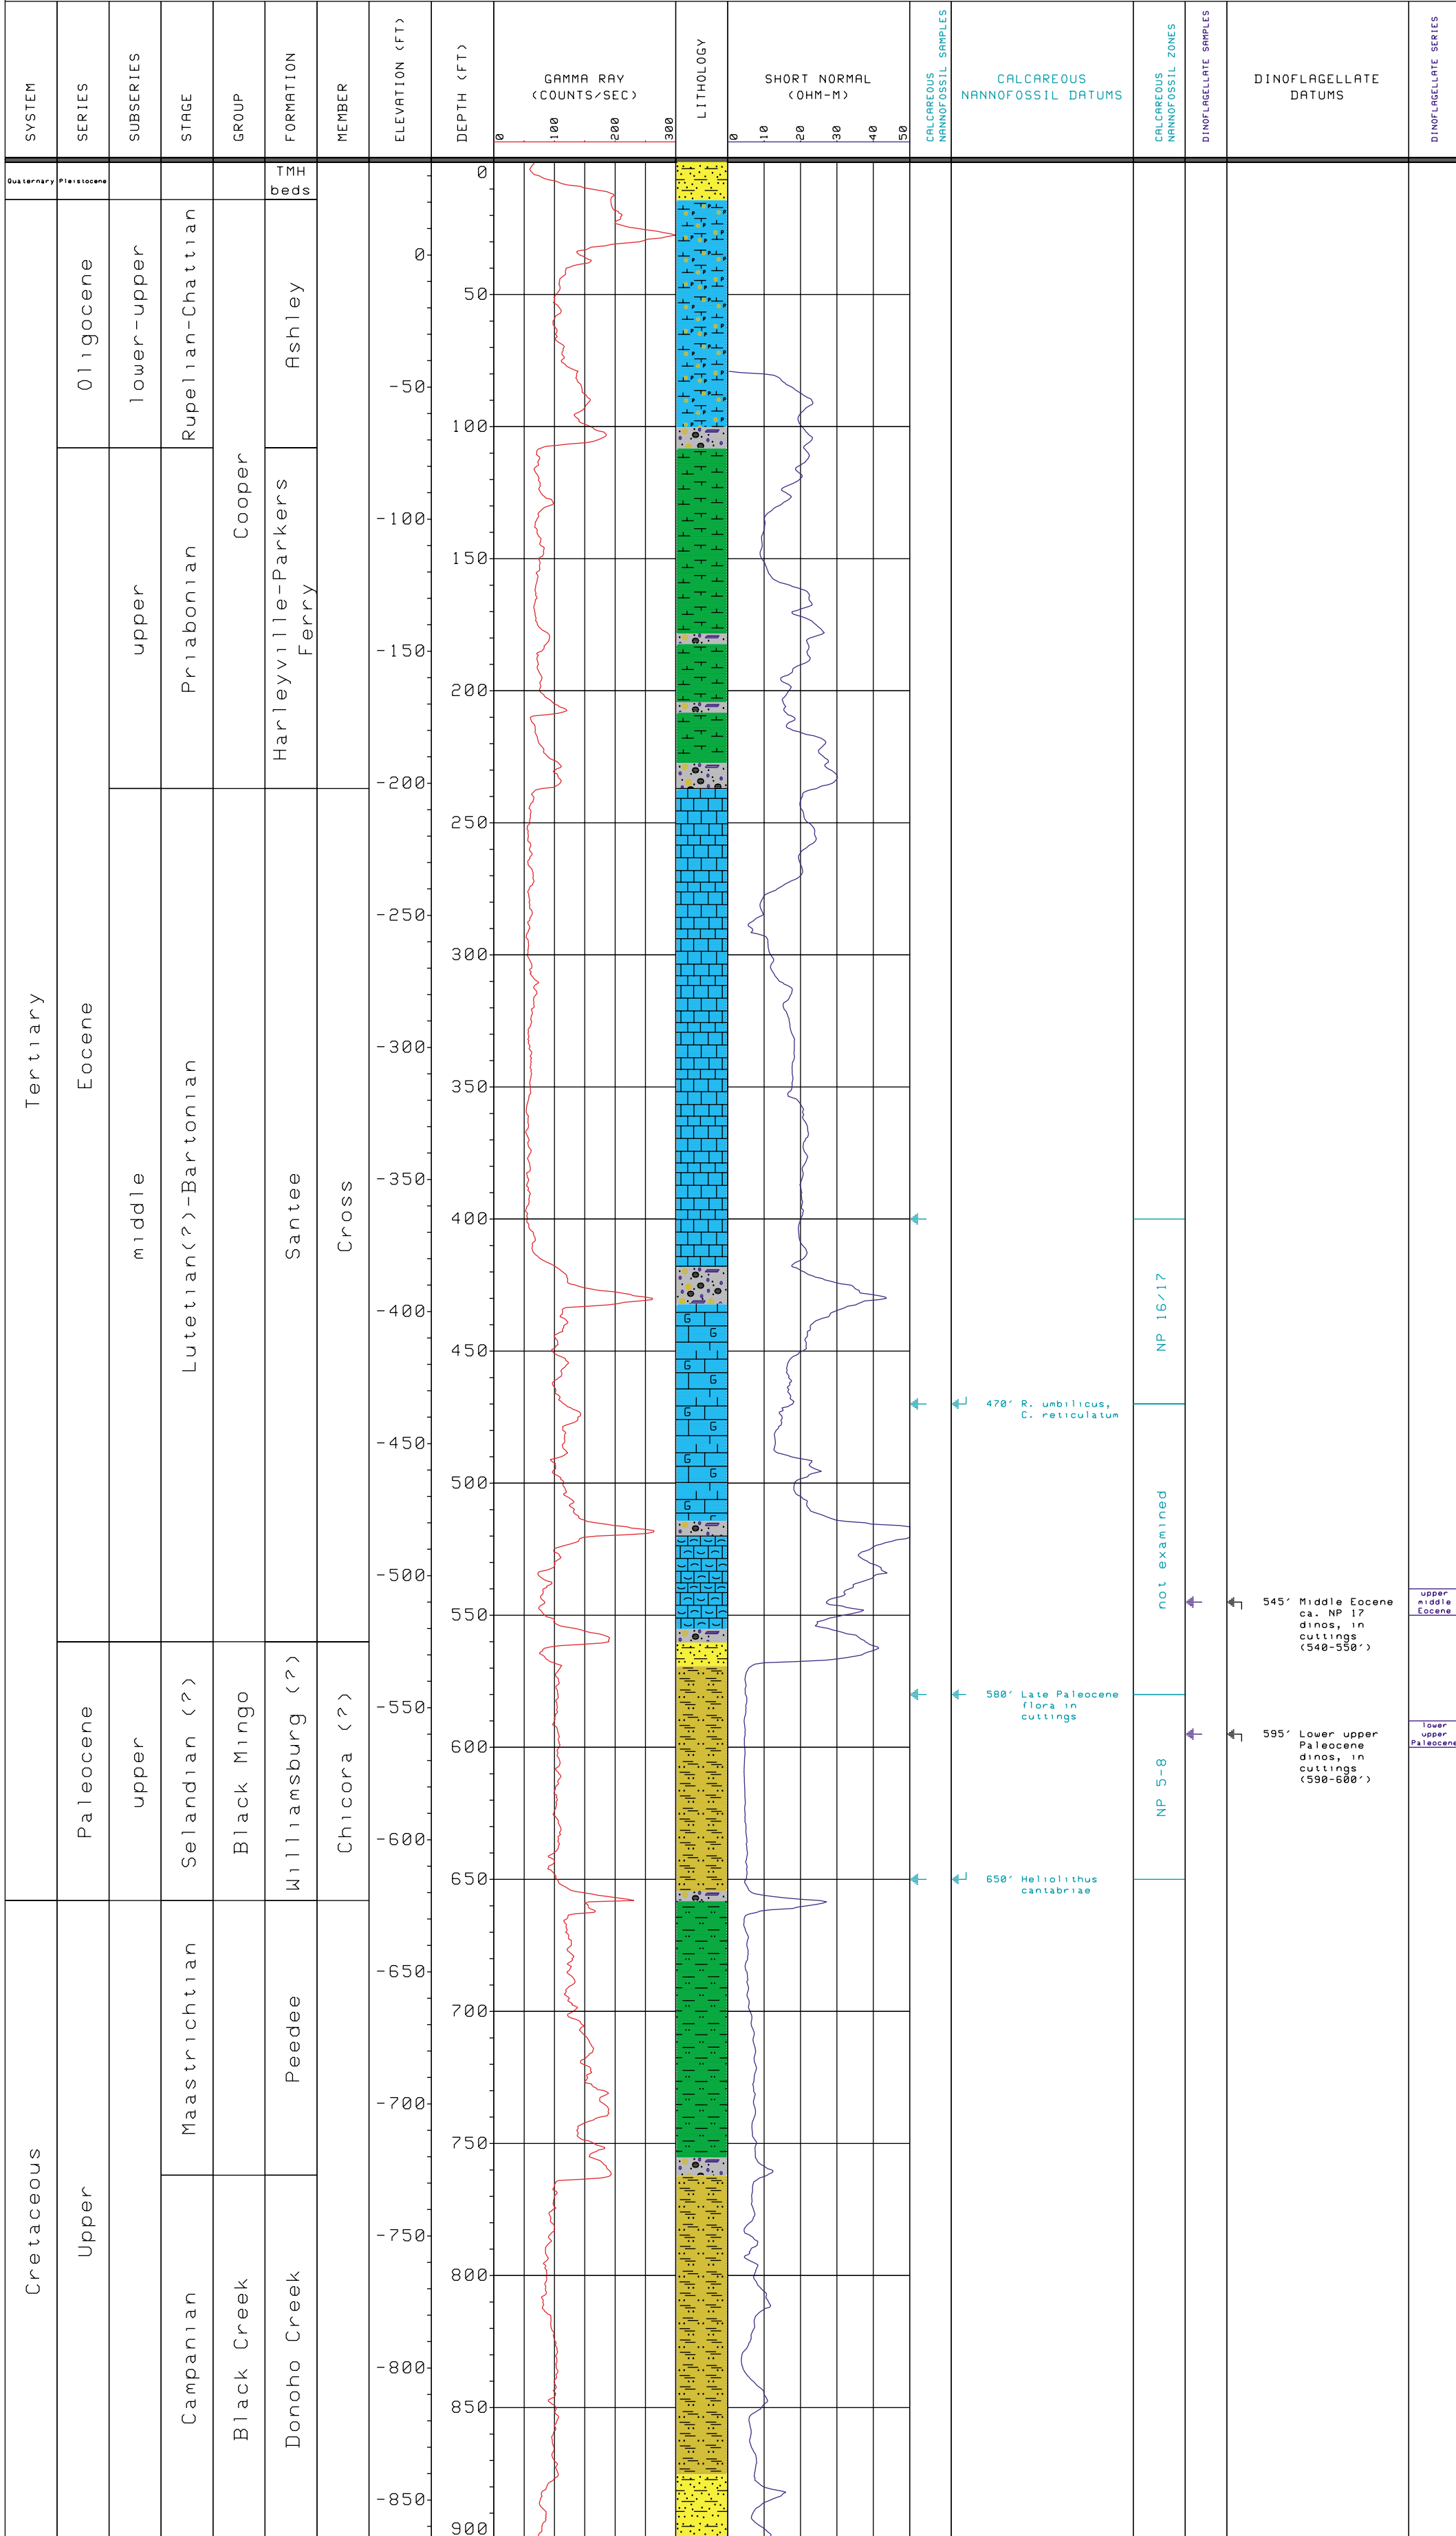 SYSTEM
SERIES
SUBSERIES
STAGE
GROUP
FORMATION
MEMBER
ELEVATION (FT)
DEPTH (FT)
GAMMA RAY
(COUNTS/SEC)
0 100 200 300
LITHOLOGY
SHORT NORMAL
(OHM-M)
0 10 20 30 40 50
CALCAREOUS
NANNOFOSSIL SAMPLES
CALCAREOUS
NANNOFOSSIL DATUMS
CALCAREOUS
NANNOFOSSIL ZONES
DINOFLAGELLATE SAMPLES
DINOFLAGELLATE
DATUMS
DINOFLAGELLATE SERIES
Quaternary
Tertiary
Cretaceous
Pleistocene
Oligocene
Eocene
Paleocene
Upper
lower-upper
upper
middle
upper
Rupelian-Chattian
Priabonian
Lutetian(?)-Bartonian
Selandian (?)
Maastrichtian
Campanian
Cooper
Black Mingo
Black Creek
TMH
beds
Ashley
Harleyville-Parkers
Ferry
Santee
Williamsburg (?)
Peedee
Donoho Creek
Cross
Chicora (?)
0
-50
-100
-150
-200
-250
-300
-350
-400
-450
-500
-550
-600
-650
-700
-750
-800
-850
0
50
100
150
200
250
300
350
400
450
500
550
600
650
700
750
800
850
900
470' R. umbilicus,
C. reticulatum
580' Late Paleocene
flora in
cuttings
650' Heliolithus
cantabriae
NP 16/17
not examined
NP 5-8
545' Middle Eocene
ca. NP 17
dinos, in
cuttings
(540-550')
595' Lower upper
Paleocene
dinos, in
cuttings
(590-600')
upper
middle
Eocene
lower
upper
Paleocene